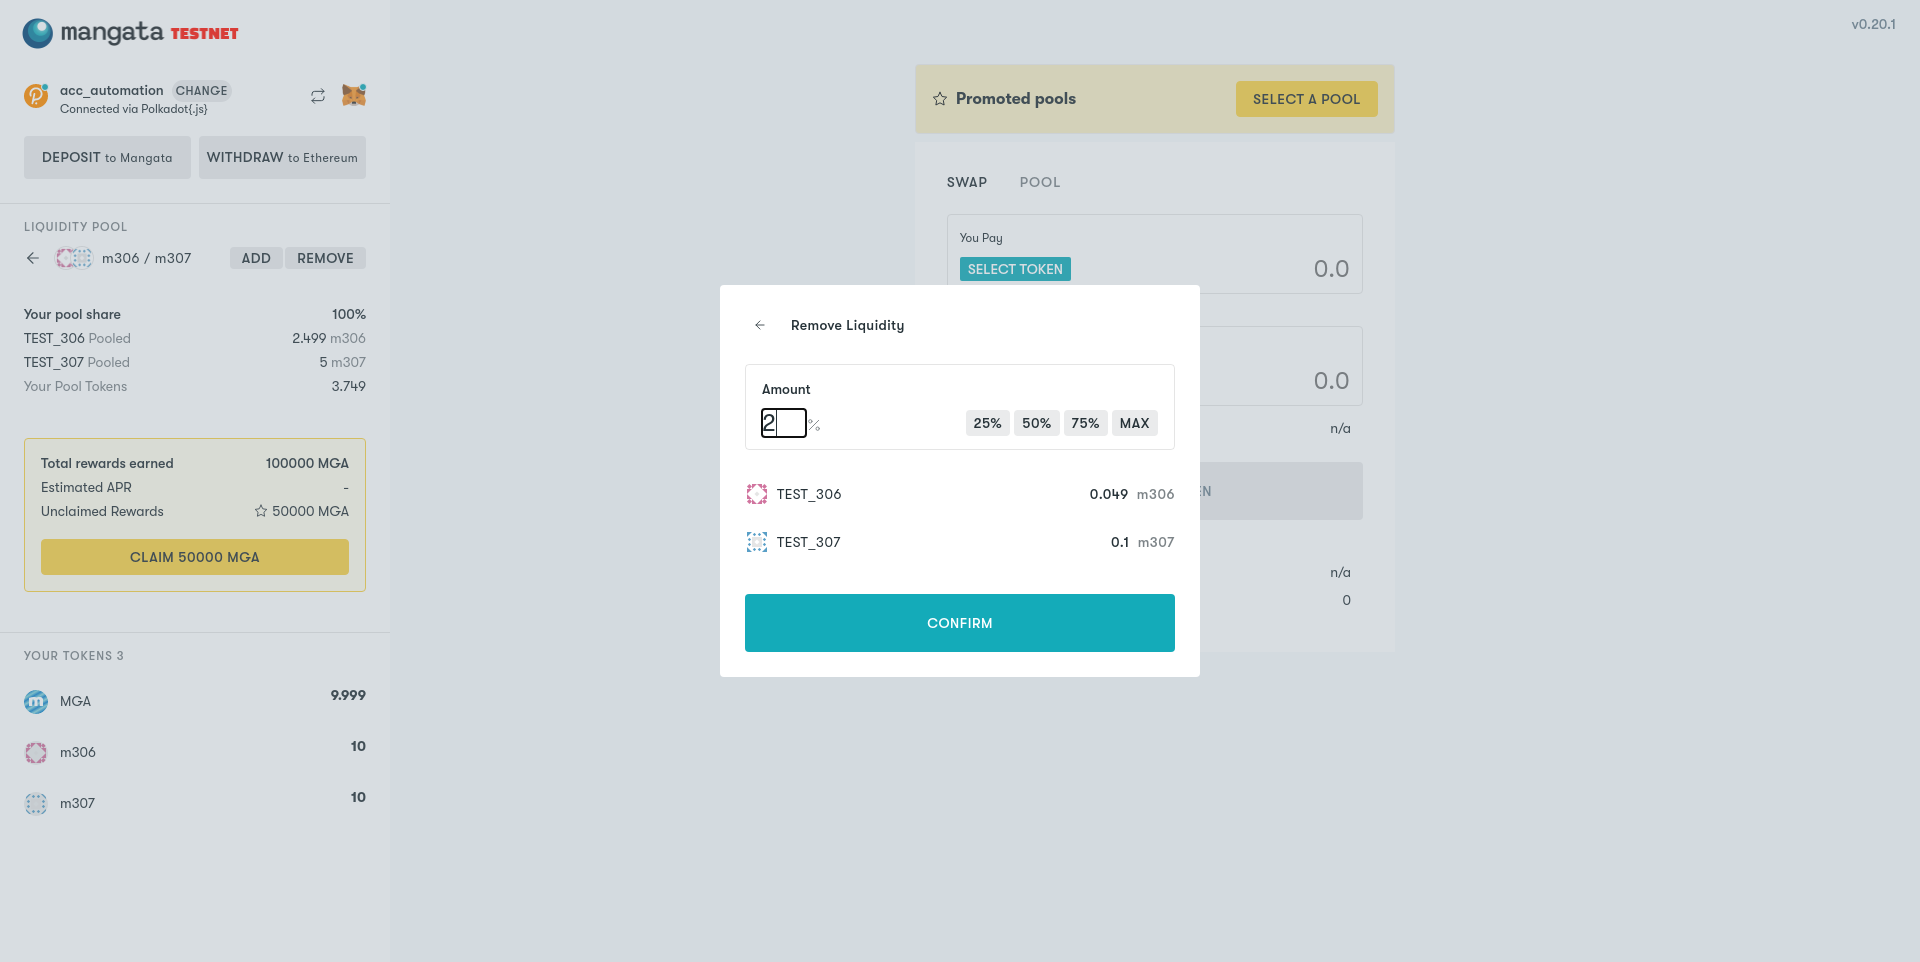 mangata TESTNET
v0.20.1
acc_automation CHANGE
Connected via Polkadot{.js}
DEPOSIT to Mangata WITHDRAW to Ethereum
LIQUIDITY POOL
m306 / m307 ADD REMOVE
Your pool share 100%
TEST_306 Pooled 2.499 m306
TEST_307 Pooled 5 m307
Your Pool Tokens 3.749
Total rewards earned 100000 MGA
Estimated APR -
Unclaimed Rewards 50000 MGA
CLAIM 50000 MGA
YOUR TOKENS 3
MGA 9.999
m306 10
m307 10
Promoted pools SELECT A POOL
SWAP POOL
You Pay
SELECT TOKEN 0.0
0.0
n/a
EN
n/a
0
Remove Liquidity
Amount
2 % 25% 50% 75% MAX
TEST_306 0.049 m306
TEST_307 0.1 m307
CONFIRM